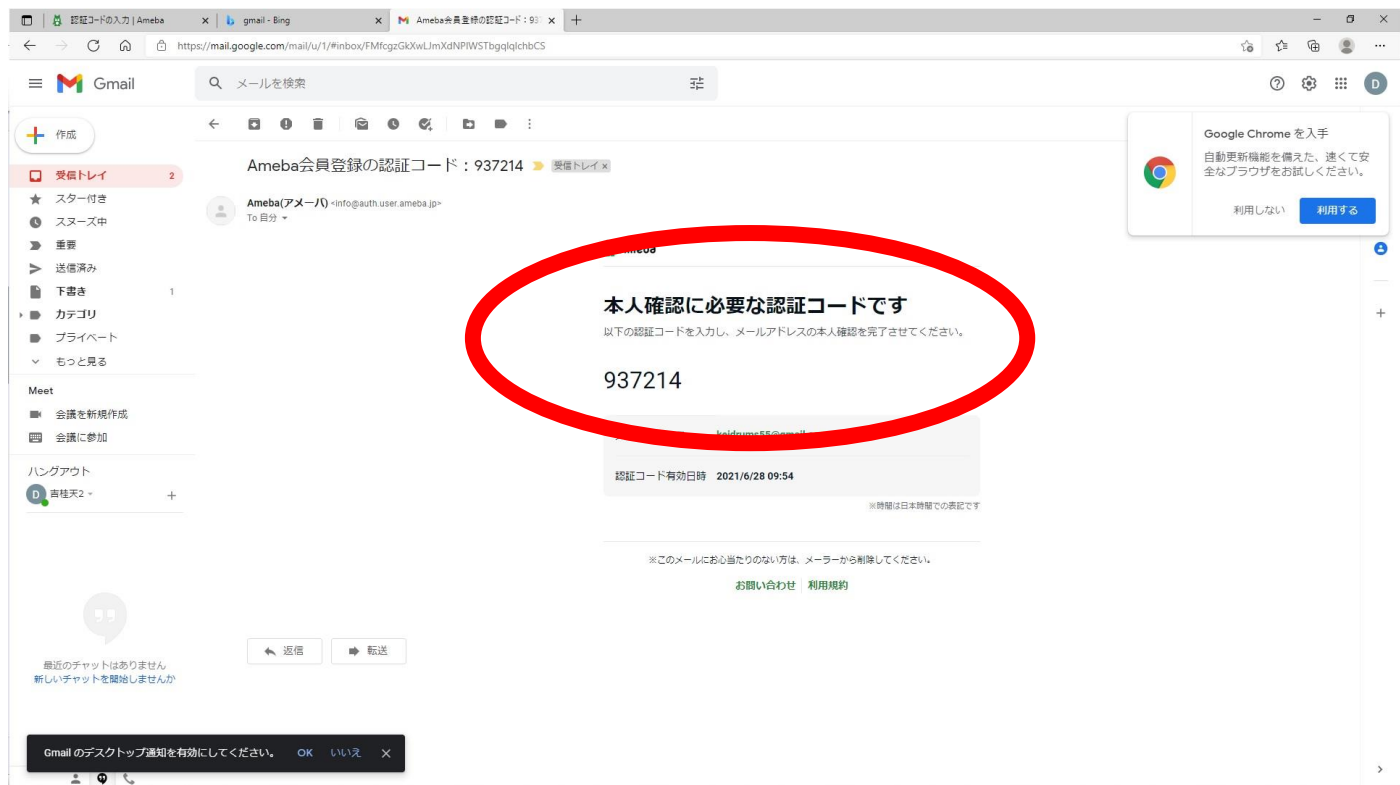 認証コードの入力 | Ameba
gmail - Bing
Ameba会員登録の認証コード：937
https://mail.google.com/mail/u/1/#inbox/FMfcgzGkXwLJmXdNPlWSTbgqlqlchbCS
Gmail
メールを検索
D
作成
受信トレイ 2
スター付き
スヌーズ中
重要
送信済み
下書き 1
カテゴリ
プライベート
もっと見る
Meet
会議を新規作成
会議に参加
ハングアウト
D 吉桂天2
最近のチャットはありません
新しいチャットを開始しませんか
Ameba会員登録の認証コード：937214 受信トレイ x
Ameba(アメーバ) <info@auth.user.ameba.jp>
To 自分
本人確認に必要な認証コードです
以下の認証コードを入力し、メールアドレスの本人確認を完了させてください。
937214
認証コード有効日時 2021/6/28 09:54
※時間は日本時間での表記です
※このメールにお心当たりのない方は、メーラーから削除してください。
お問い合わせ 利用規約
返信 転送
Google Chrome を入手
自動更新機能を備えた、速くて安
全なブラウザをお試しください。
利用しない 利用する
Gmail のデスクトップ通知を有効にしてください。 OK いいえ